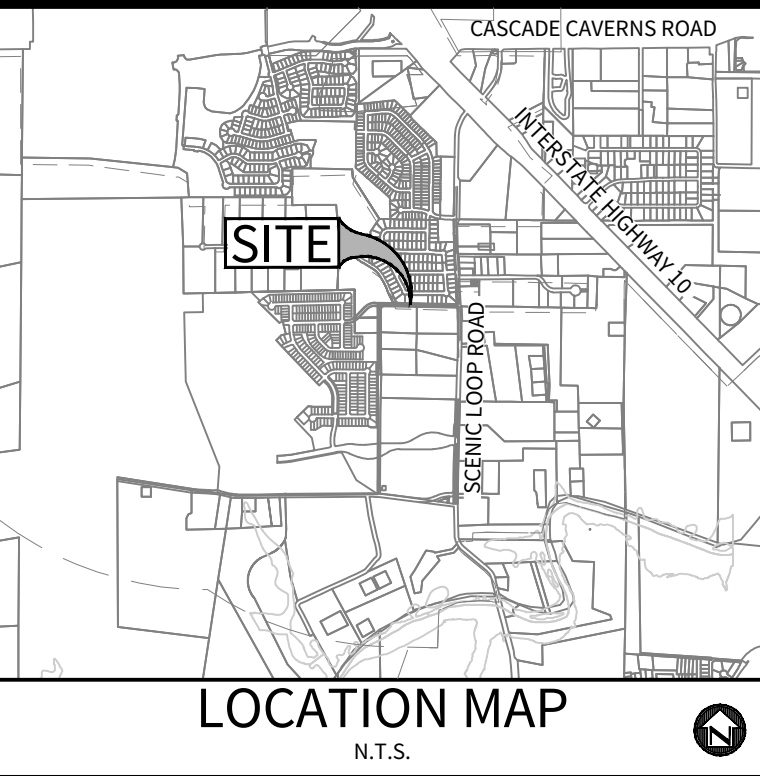 CASCADE CAVERNS ROAD
INTERSTATE HIGHWAY 10
SITE
SCENIC LOOP ROAD
LOCATION MAP
N.T.S.
N